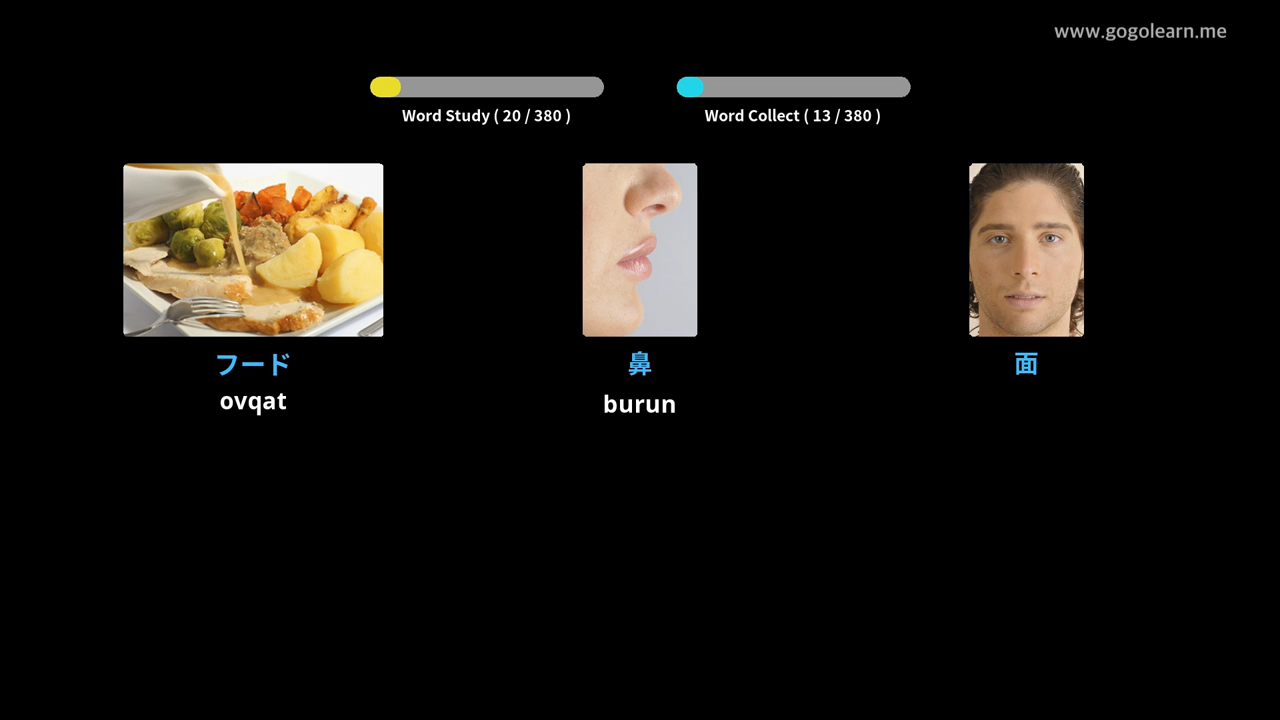 www.gogolearn.me
Word Study ( 20 / 380 )
Word Collect ( 13 / 380 )
フード
鼻
面
ovqat
burun